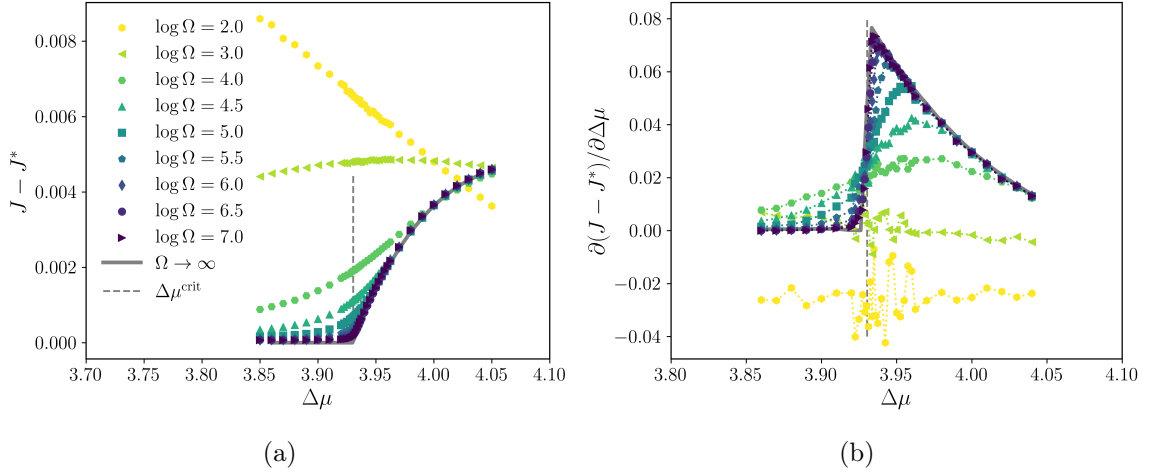 0.008
0.006
0.004
0.002
0.000
J − J*
log Ω = 2.0
log Ω = 3.0
log Ω = 4.0
log Ω = 4.5
log Ω = 5.0
log Ω = 5.5
log Ω = 6.0
log Ω = 6.5
log Ω = 7.0
Ω → ∞
Δμ^crit
3.70 3.75 3.80 3.85 3.90 3.95 4.00 4.05 4.10
Δμ
(a)
0.08
0.06
0.04
0.02
0.00
−0.02
−0.04
∂(J − J*)/∂Δμ
3.80 3.85 3.90 3.95 4.00 4.05 4.10
Δμ
(b)